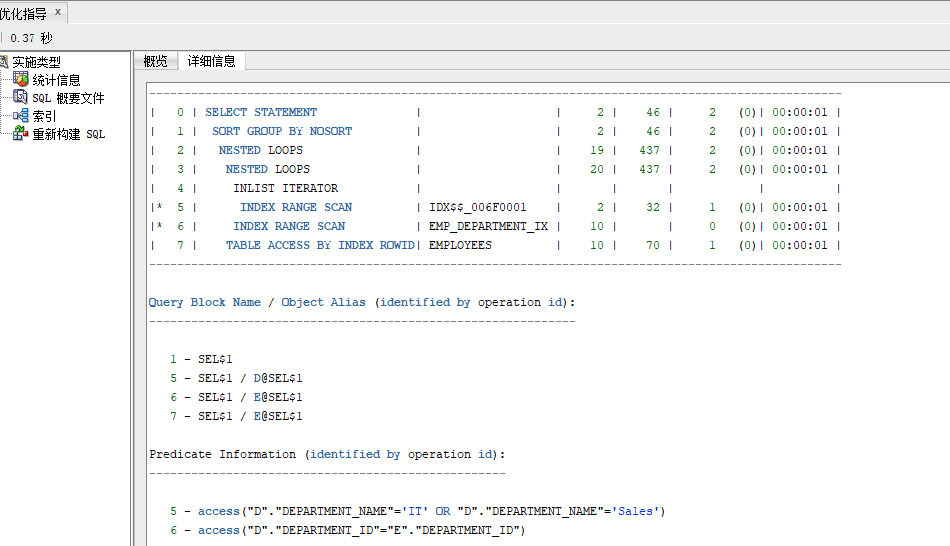 优化指导 x
0.37 秒
实施类型
统计信息
SQL 概要文件
索引
重新构建 SQL
概览 详细信息
--------------------------------------------------------------------------------------------------
| 0 | SELECT STATEMENT | | 2 | 46 | 2 (0)| 00:00:01 |
| 1 | SORT GROUP BY NOSORT | | 2 | 46 | 2 (0)| 00:00:01 |
| 2 | NESTED LOOPS | | 19 | 437 | 2 (0)| 00:00:01 |
| 3 | NESTED LOOPS | | 20 | 437 | 2 (0)| 00:00:01 |
| 4 | INLIST ITERATOR | | | | | |
|* 5 | INDEX RANGE SCAN | IDX$$_006F0001 | 2 | 32 | 1 (0)| 00:00:01 |
|* 6 | INDEX RANGE SCAN | EMP_DEPARTMENT_IX | 10 | | 0 (0)| 00:00:01 |
| 7 | TABLE ACCESS BY INDEX ROWID| EMPLOYEES | 10 | 70 | 1 (0)| 00:00:01 |
--------------------------------------------------------------------------------------------------
Query Block Name / Object Alias (identified by operation id):
-------------------------------------------------------------
1 - SEL$1
5 - SEL$1 / D@SEL$1
6 - SEL$1 / E@SEL$1
7 - SEL$1 / E@SEL$1
Predicate Information (identified by operation id):
---------------------------------------------------
5 - access("D"."DEPARTMENT_NAME"='IT' OR "D"."DEPARTMENT_NAME"='Sales')
6 - access("D"."DEPARTMENT_ID"="E"."DEPARTMENT_ID")